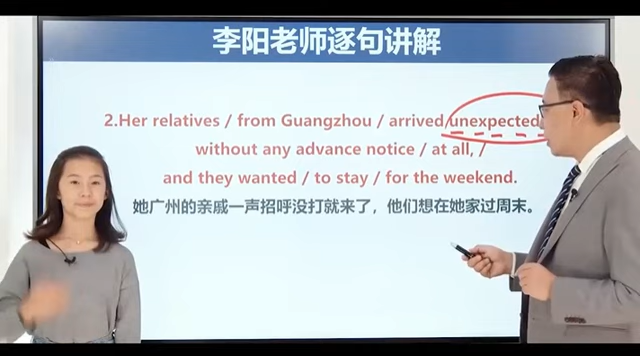 李阳老师逐句讲解
2.Her relatives / from Guangzhou / arrived unexpected
without any advance notice / at all, /
and they wanted / to stay / for the weekend.
她广州的亲戚一声招呼没打就来了，他们想在她家过周末。